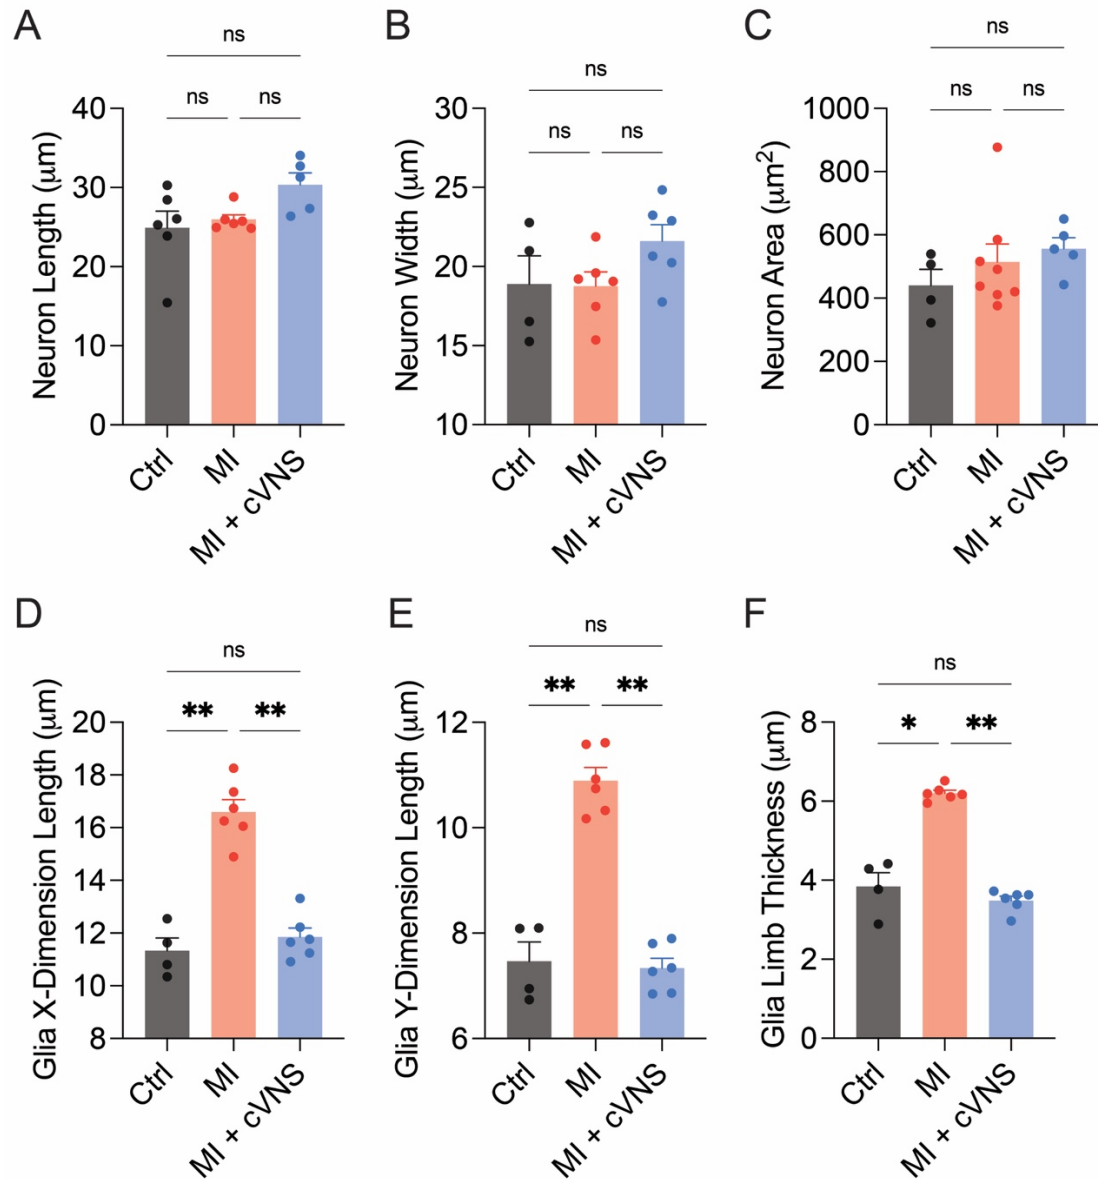 A
ns
ns
ns
Neuron Length (μm)
40
30
20
10
0
Ctrl
MI
MI + cVNS
B
ns
ns
ns
Neuron Width (μm)
30
25
20
15
10
Ctrl
MI
MI + cVNS
C
ns
ns
ns
Neuron Area (μm²)
1000
800
600
400
200
0
Ctrl
MI
MI + cVNS
D
ns
**
**
Glia X-Dimension Length (μm)
20
18
16
14
12
10
8
Ctrl
MI
MI + cVNS
E
ns
**
**
Glia Y-Dimension Length (μm)
12
10
8
6
Ctrl
MI
MI + cVNS
F
ns
*
**
Glia Limb Thickness (μm)
8
6
4
2
0
Ctrl
MI
MI + cVNS